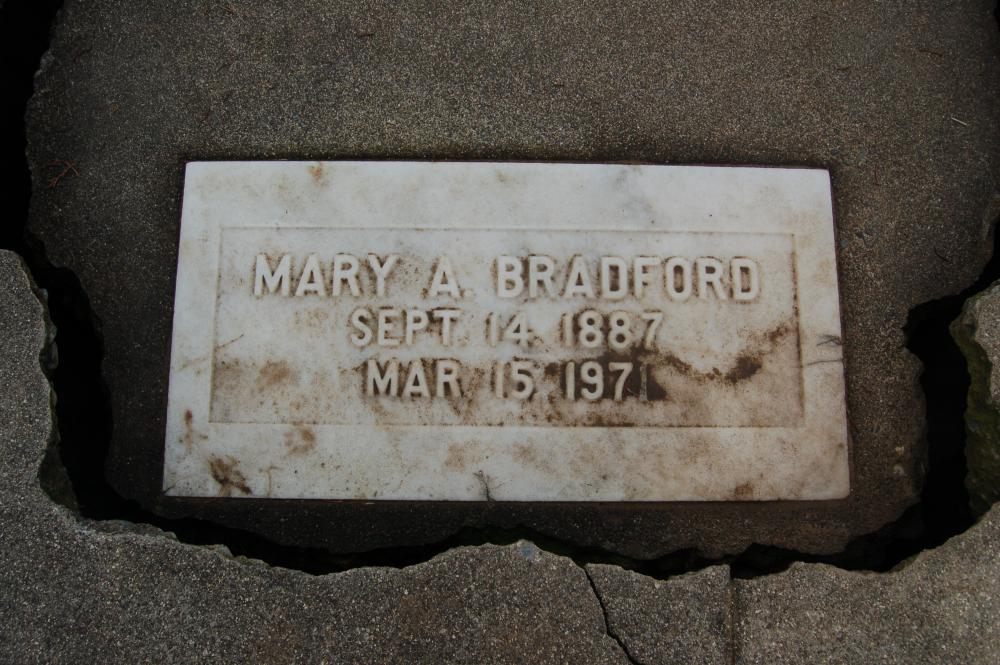 MARY A. BRADFORD
SEPT. 14, 1887
MAR. 15, 1971